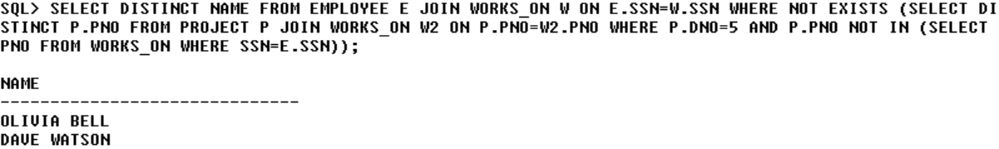 SQL> SELECT DISTINCT NAME FROM EMPLOYEE E JOIN WORKS_ON W ON E.SSN=W.SSN WHERE NOT EXISTS (SELECT DI
STINCT P.PNO FROM PROJECT P JOIN WORKS_ON W2 ON P.PNO=W2.PNO WHERE P.DNO=5 AND P.PNO NOT IN (SELECT
PNO FROM WORKS_ON WHERE SSN=E.SSN));
NAME
------------------------------
OLIVIA BELL
DAVE WATSON